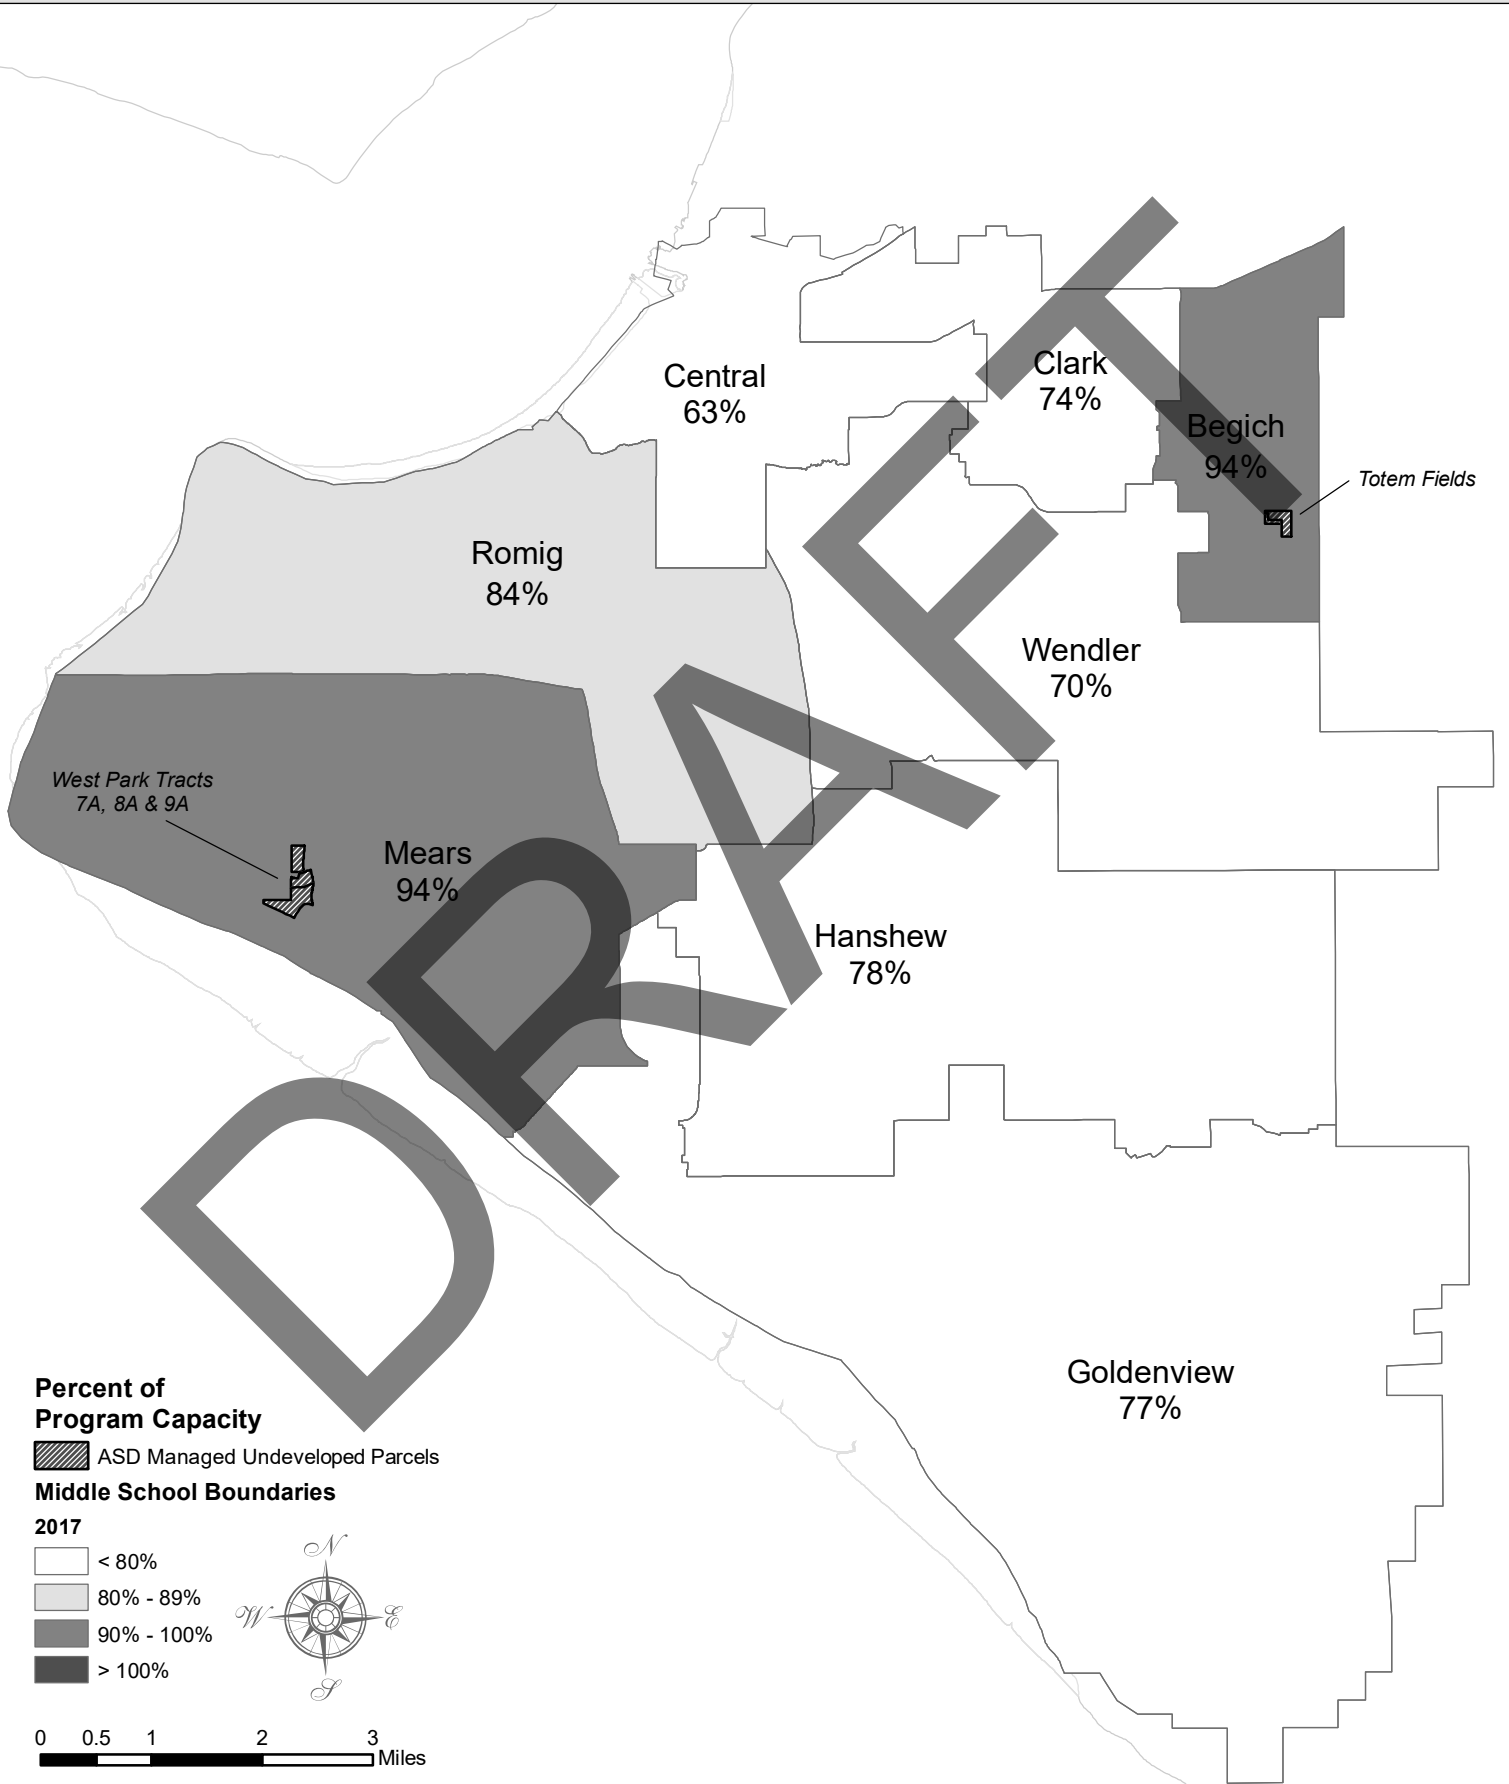 Central
63%
Clark
74%
Begich
94%
Totem Fields
Romig
84%
Wendler
70%
West Park Tracts
7A, 8A & 9A
Mears
94%
Hanshew
78%
Goldenview
77%
DRAFT
Percent of
Program Capacity
ASD Managed Undeveloped Parcels
Middle School Boundaries
2017
< 80%
80% - 89%
90% - 100%
> 100%
N
W
E
S
0 0.5 1 2 3
Miles